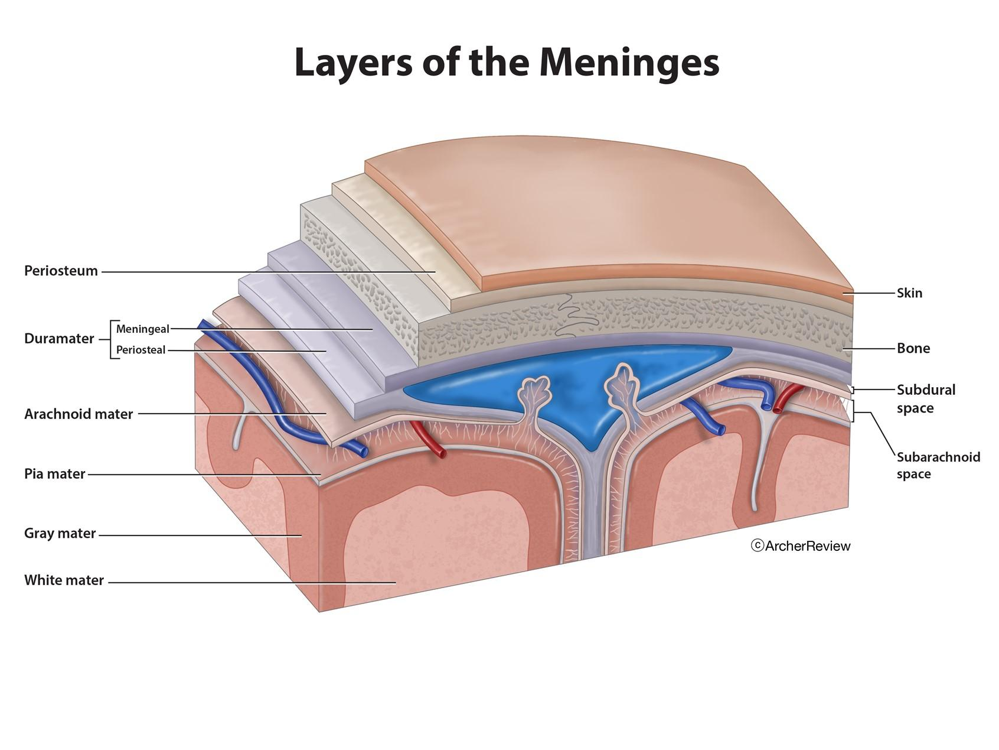 Layers of the Meninges
Periosteum
Duramater
Meningeal
Periosteal
Arachnoid mater
Pia mater
Gray mater
White mater
Skin
Bone
Subdural
space
Subarachnoid
space
©ArcherReview